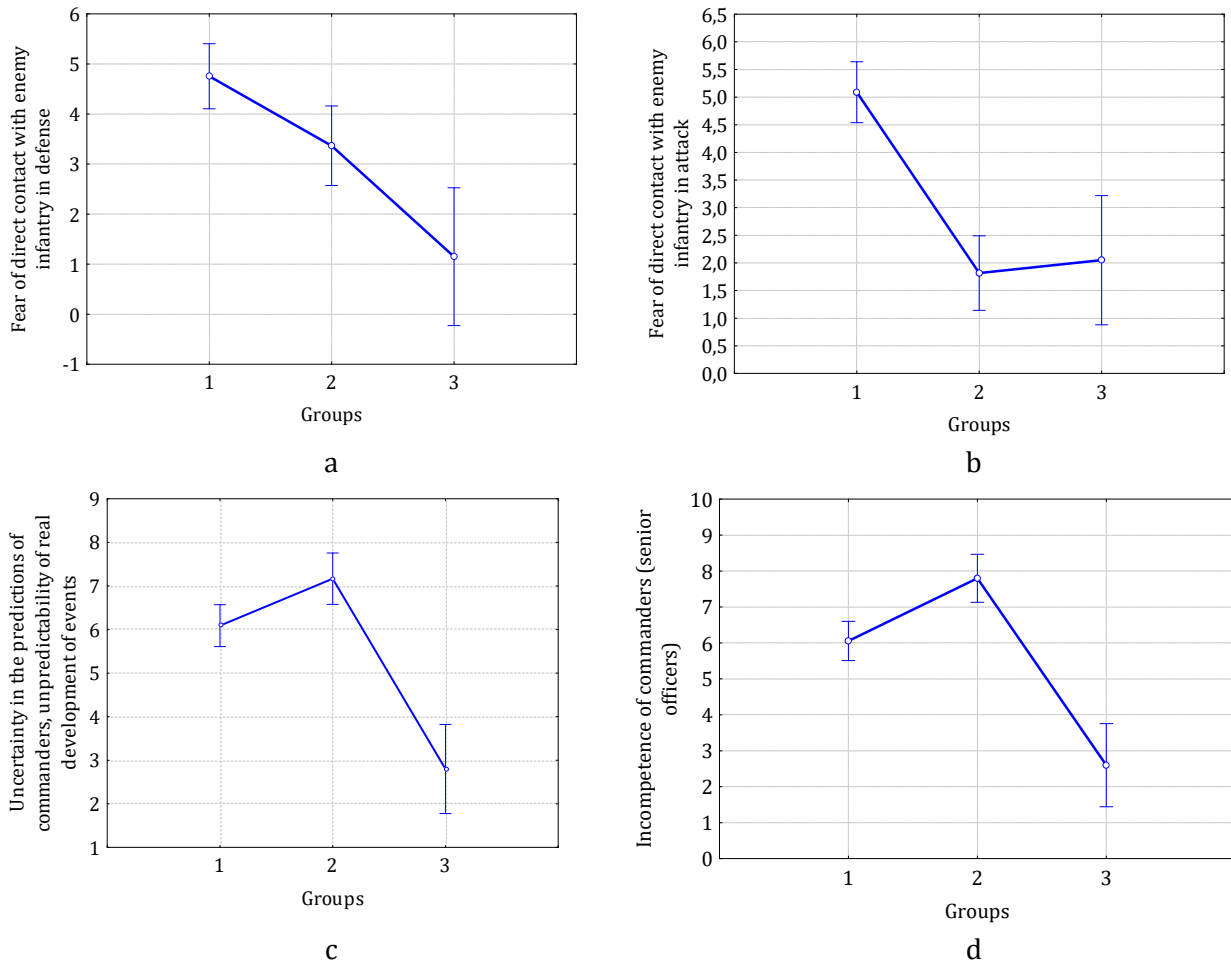 Fear of direct contact with enemy
infantry in defense
6
5
4
3
2
1
0
-1
1 2 3
Groups
a
Fear of direct contact with enemy
infantry in attack
6,5
6,0
5,5
5,0
4,5
4,0
3,5
3,0
2,5
2,0
1,5
1,0
0,5
0,0
1 2 3
Groups
b
Uncertainty in the predictions of
commanders, unpredictability of real
development of events
9
8
7
6
5
4
3
2
1
1 2 3
Groups
c
Incompetence of commanders (senior
officers)
10
9
8
7
6
5
4
3
2
1
0
1 2 3
Groups
d